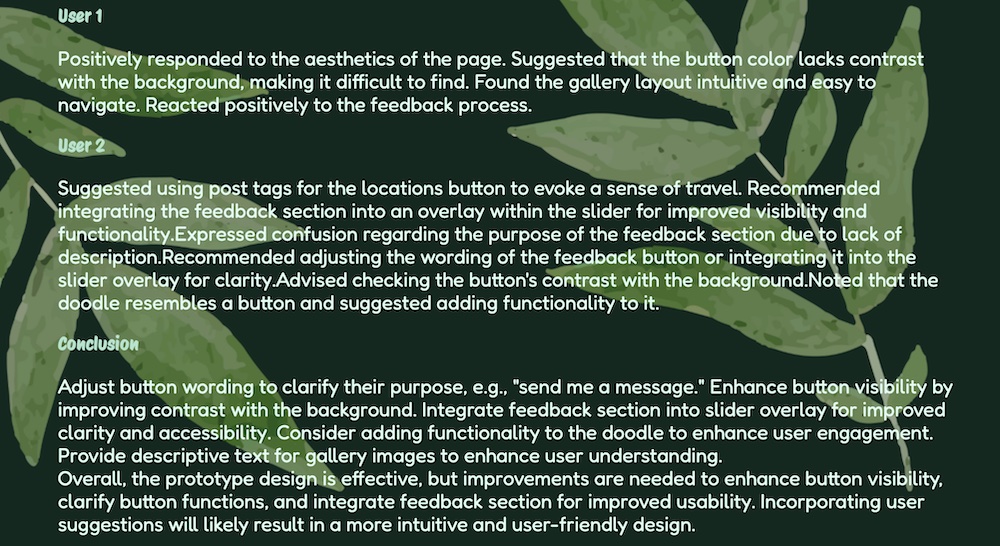 User 1
Positively responded to the aesthetics of the page. Suggested that the button color lacks contrast
with the background, making it difficult to find. Found the gallery layout intuitive and easy to
navigate. Reacted positively to the feedback process.
User 2
Suggested using post tags for the locations button to evoke a sense of travel. Recommended
integrating the feedback section into an overlay within the slider for improved visibility and
functionality.Expressed confusion regarding the purpose of the feedback section due to lack of
description.Recommended adjusting the wording of the feedback button or integrating it into the
slider overlay for clarity.Advised checking the button's contrast with the background.Noted that the
doodle resembles a button and suggested adding functionality to it.
Conclusion
Adjust button wording to clarify their purpose, e.g., "send me a message." Enhance button visibility by
improving contrast with the background. Integrate feedback section into slider overlay for improved
clarity and accessibility. Consider adding functionality to the doodle to enhance user engagement.
Provide descriptive text for gallery images to enhance user understanding.
Overall, the prototype design is effective, but improvements are needed to enhance button visibility,
clarify button functions, and integrate feedback section for improved usability. Incorporating user
suggestions will likely result in a more intuitive and user-friendly design.